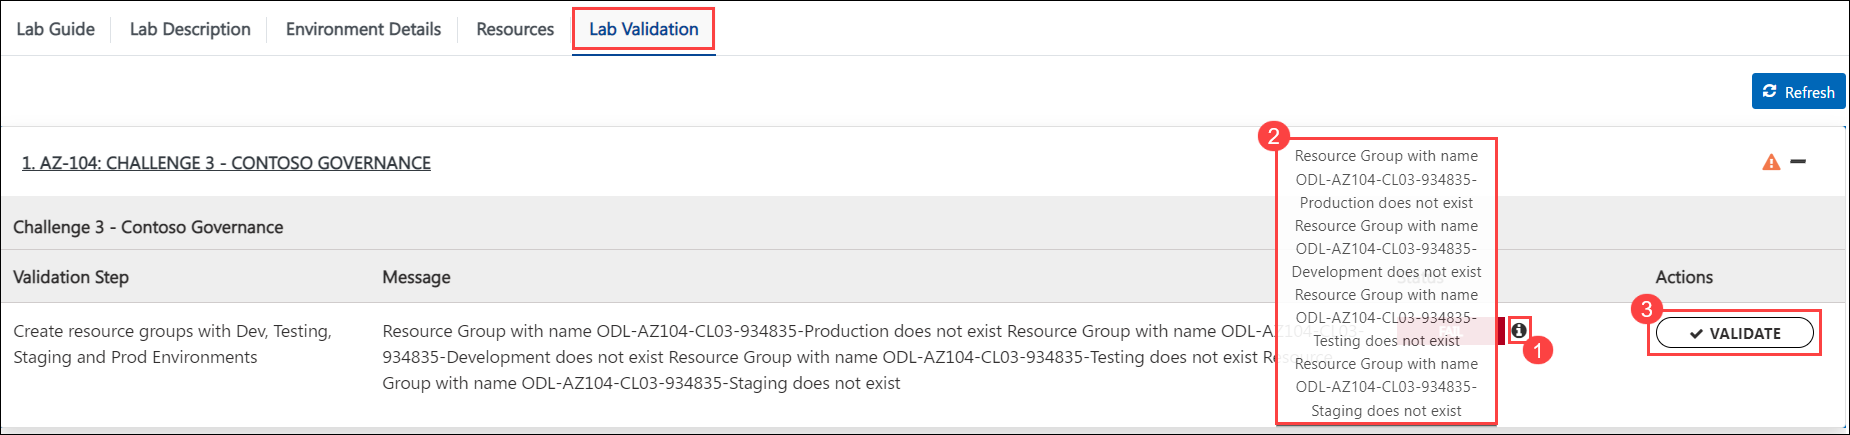 Lab Guide
Lab Description
Environment Details
Resources
Lab Validation
Refresh
1. AZ-104: CHALLENGE 3 - CONTOSO GOVERNANCE
2
Resource Group with name
ODL-AZ104-CL03-934835-
Production does not exist
Resource Group with name
ODL-AZ104-CL03-934835-
Development does not exist
Resource Group with name
ODL-AZ104-CL03-934835-
Testing does not exist
Resource Group with name
ODL-AZ104-CL03-934835-
Staging does not exist
Challenge 3 - Contoso Governance
Validation Step
Message
Status
Actions
Create resource groups with Dev, Testing,
Staging and Prod Environments
Resource Group with name ODL-AZ104-CL03-934835-Production does not exist Resource Group with name ODL-AZ104-CL03-
934835-Development does not exist Resource Group with name ODL-AZ104-CL03-934835-Testing does not exist Resource
Group with name ODL-AZ104-CL03-934835-Staging does not exist
FAIL
1
3
VALIDATE